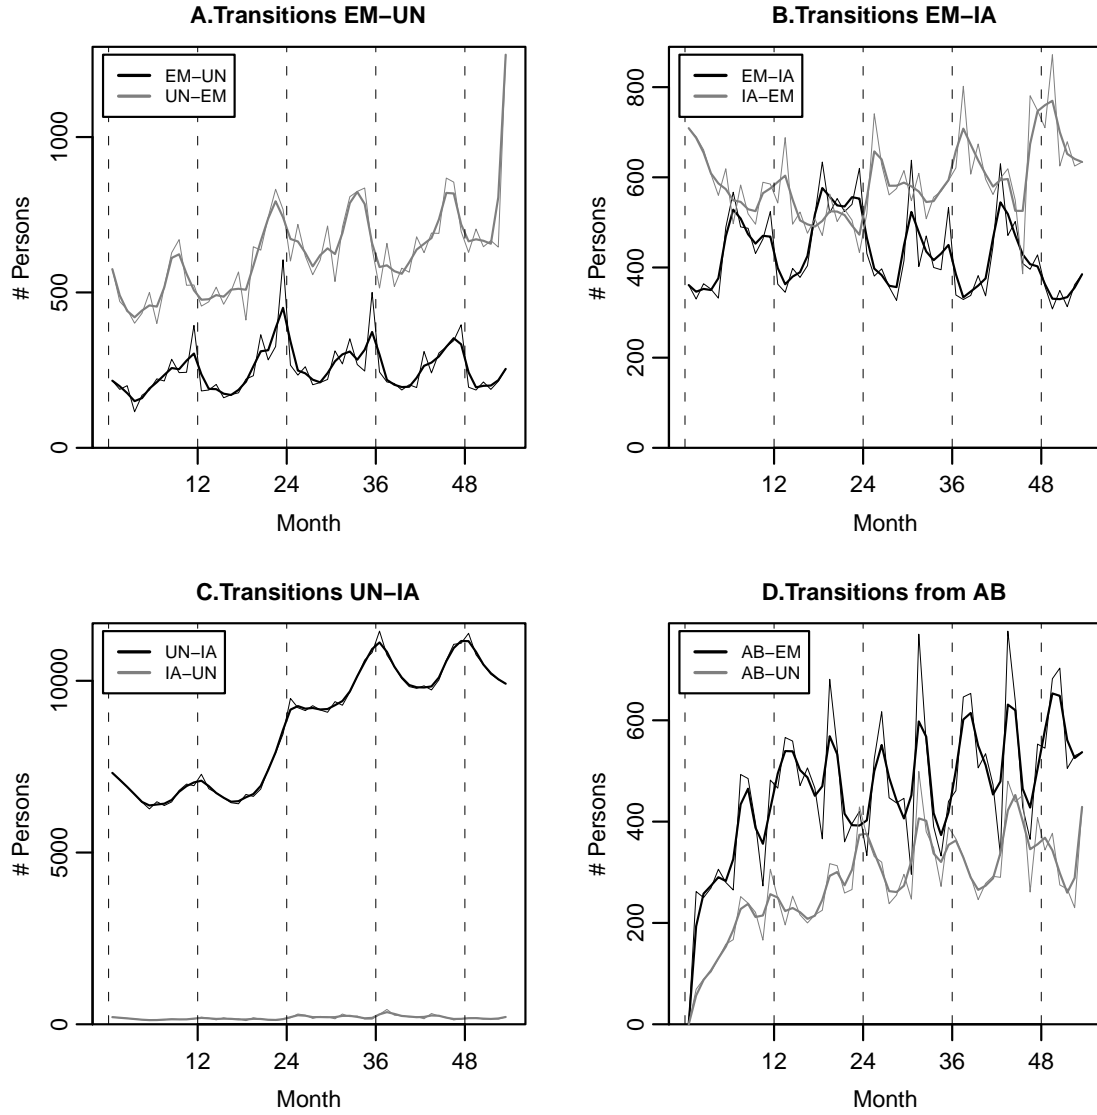 A.Transitions EM–UN
EM–UN
UN–EM
# Persons
0
500
1000
12
24
36
48
Month
B.Transitions EM–IA
EM–IA
IA–EM
# Persons
0
200
400
600
800
12
24
36
48
Month
C.Transitions UN–IA
UN–IA
IA–UN
# Persons
0
5000
10000
12
24
36
48
Month
D.Transitions from AB
AB–EM
AB–UN
# Persons
0
200
400
600
12
24
36
48
Month